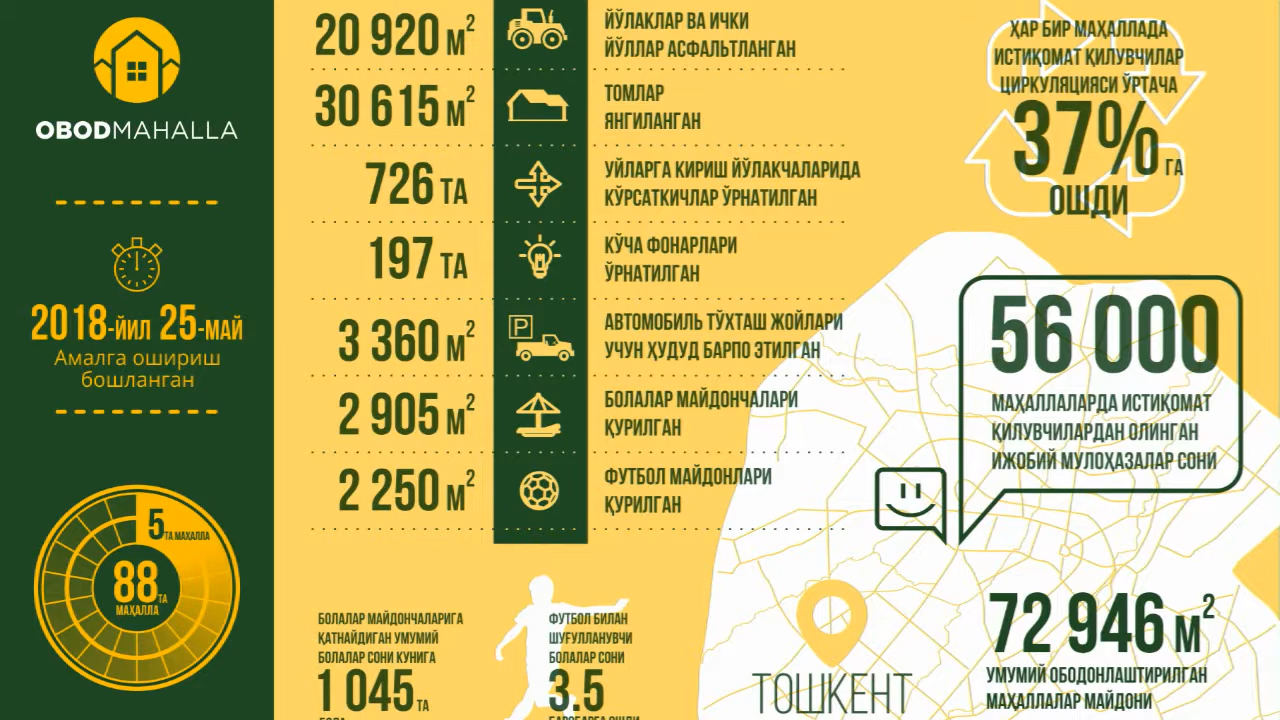 OBODMAHALLA
2018-йил 25-май
Амалга ошириш
бошланган
5 та маҳалла
88 та
маҳалла
20 920 м²
ЙЎЛАКЛАР ВА ИЧКИ
ЙЎЛЛАР АСФАЛЬТЛАНГАН
30 615 м²
ТОМЛАР
ЯНГИЛАНГАН
726 ТА
УЙЛАРГА КИРИШ ЙЎЛАКЧАЛАРИДА
КЎРСАТКИЧЛАР ЎРНАТИЛГАН
197 ТА
КЎЧА ФОНАРЛАРИ
ЎРНАТИЛГАН
3 360 м²
P
АВТОМОБИЛЬ ТЎХТАШ ЖОЙЛАРИ
УЧУН ҲУДУД БАРПО ЭТИЛГАН
2 905 м²
БОЛАЛАР МАЙДОНЧАЛАРИ
ҚУРИЛГАН
2 250 м²
ФУТБОЛ МАЙДОНЛАРИ
ҚУРИЛГАН
БОЛАЛАР МАЙДОНЧАЛАРИГА
ҚАТНАЙДИГАН УМУМИЙ
БОЛАЛАР СОНИ КУНИГА
1 045 ТА
ФУТБОЛ БИЛАН
ШУҒУЛЛАНУВЧИ
БОЛАЛАР СОНИ
3.5
ҲАР БИР МАҲАЛЛАДА
ИСТИҚОМАТ ҚИЛУВЧИЛАР
ЦИРКУЛЯЦИЯСИ ЎРТАЧА
37% ГА
ОШДИ
56 000
МАҲАЛЛАЛАРДА ИСТИҚОМАТ
ҚИЛУВЧИЛАРДАН ОЛИНГАН
ИЖОБИЙ МУЛОҲАЗАЛАР СОНИ
ТОШКЕНТ
72 946 м²
УМУМИЙ ОБОДОНЛАШТИРИЛГАН
МАҲАЛЛАЛАР МАЙДОНИ